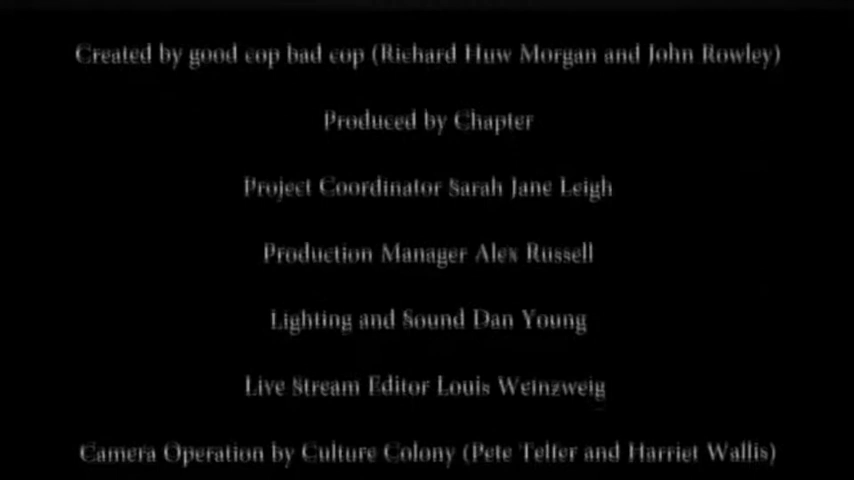 Created by good cop bad cop (Richard Huw Morgan and John Rowley)
Produced by Chapter
Project Coordinator Sarah Jane Leigh
Production Manager Alex Russell
Lighting and Sound Dan Young
Live Stream Editor Louis Weinzweig
Camera Operation by Culture Colony (Pete Telfer and Harriet Wallis)